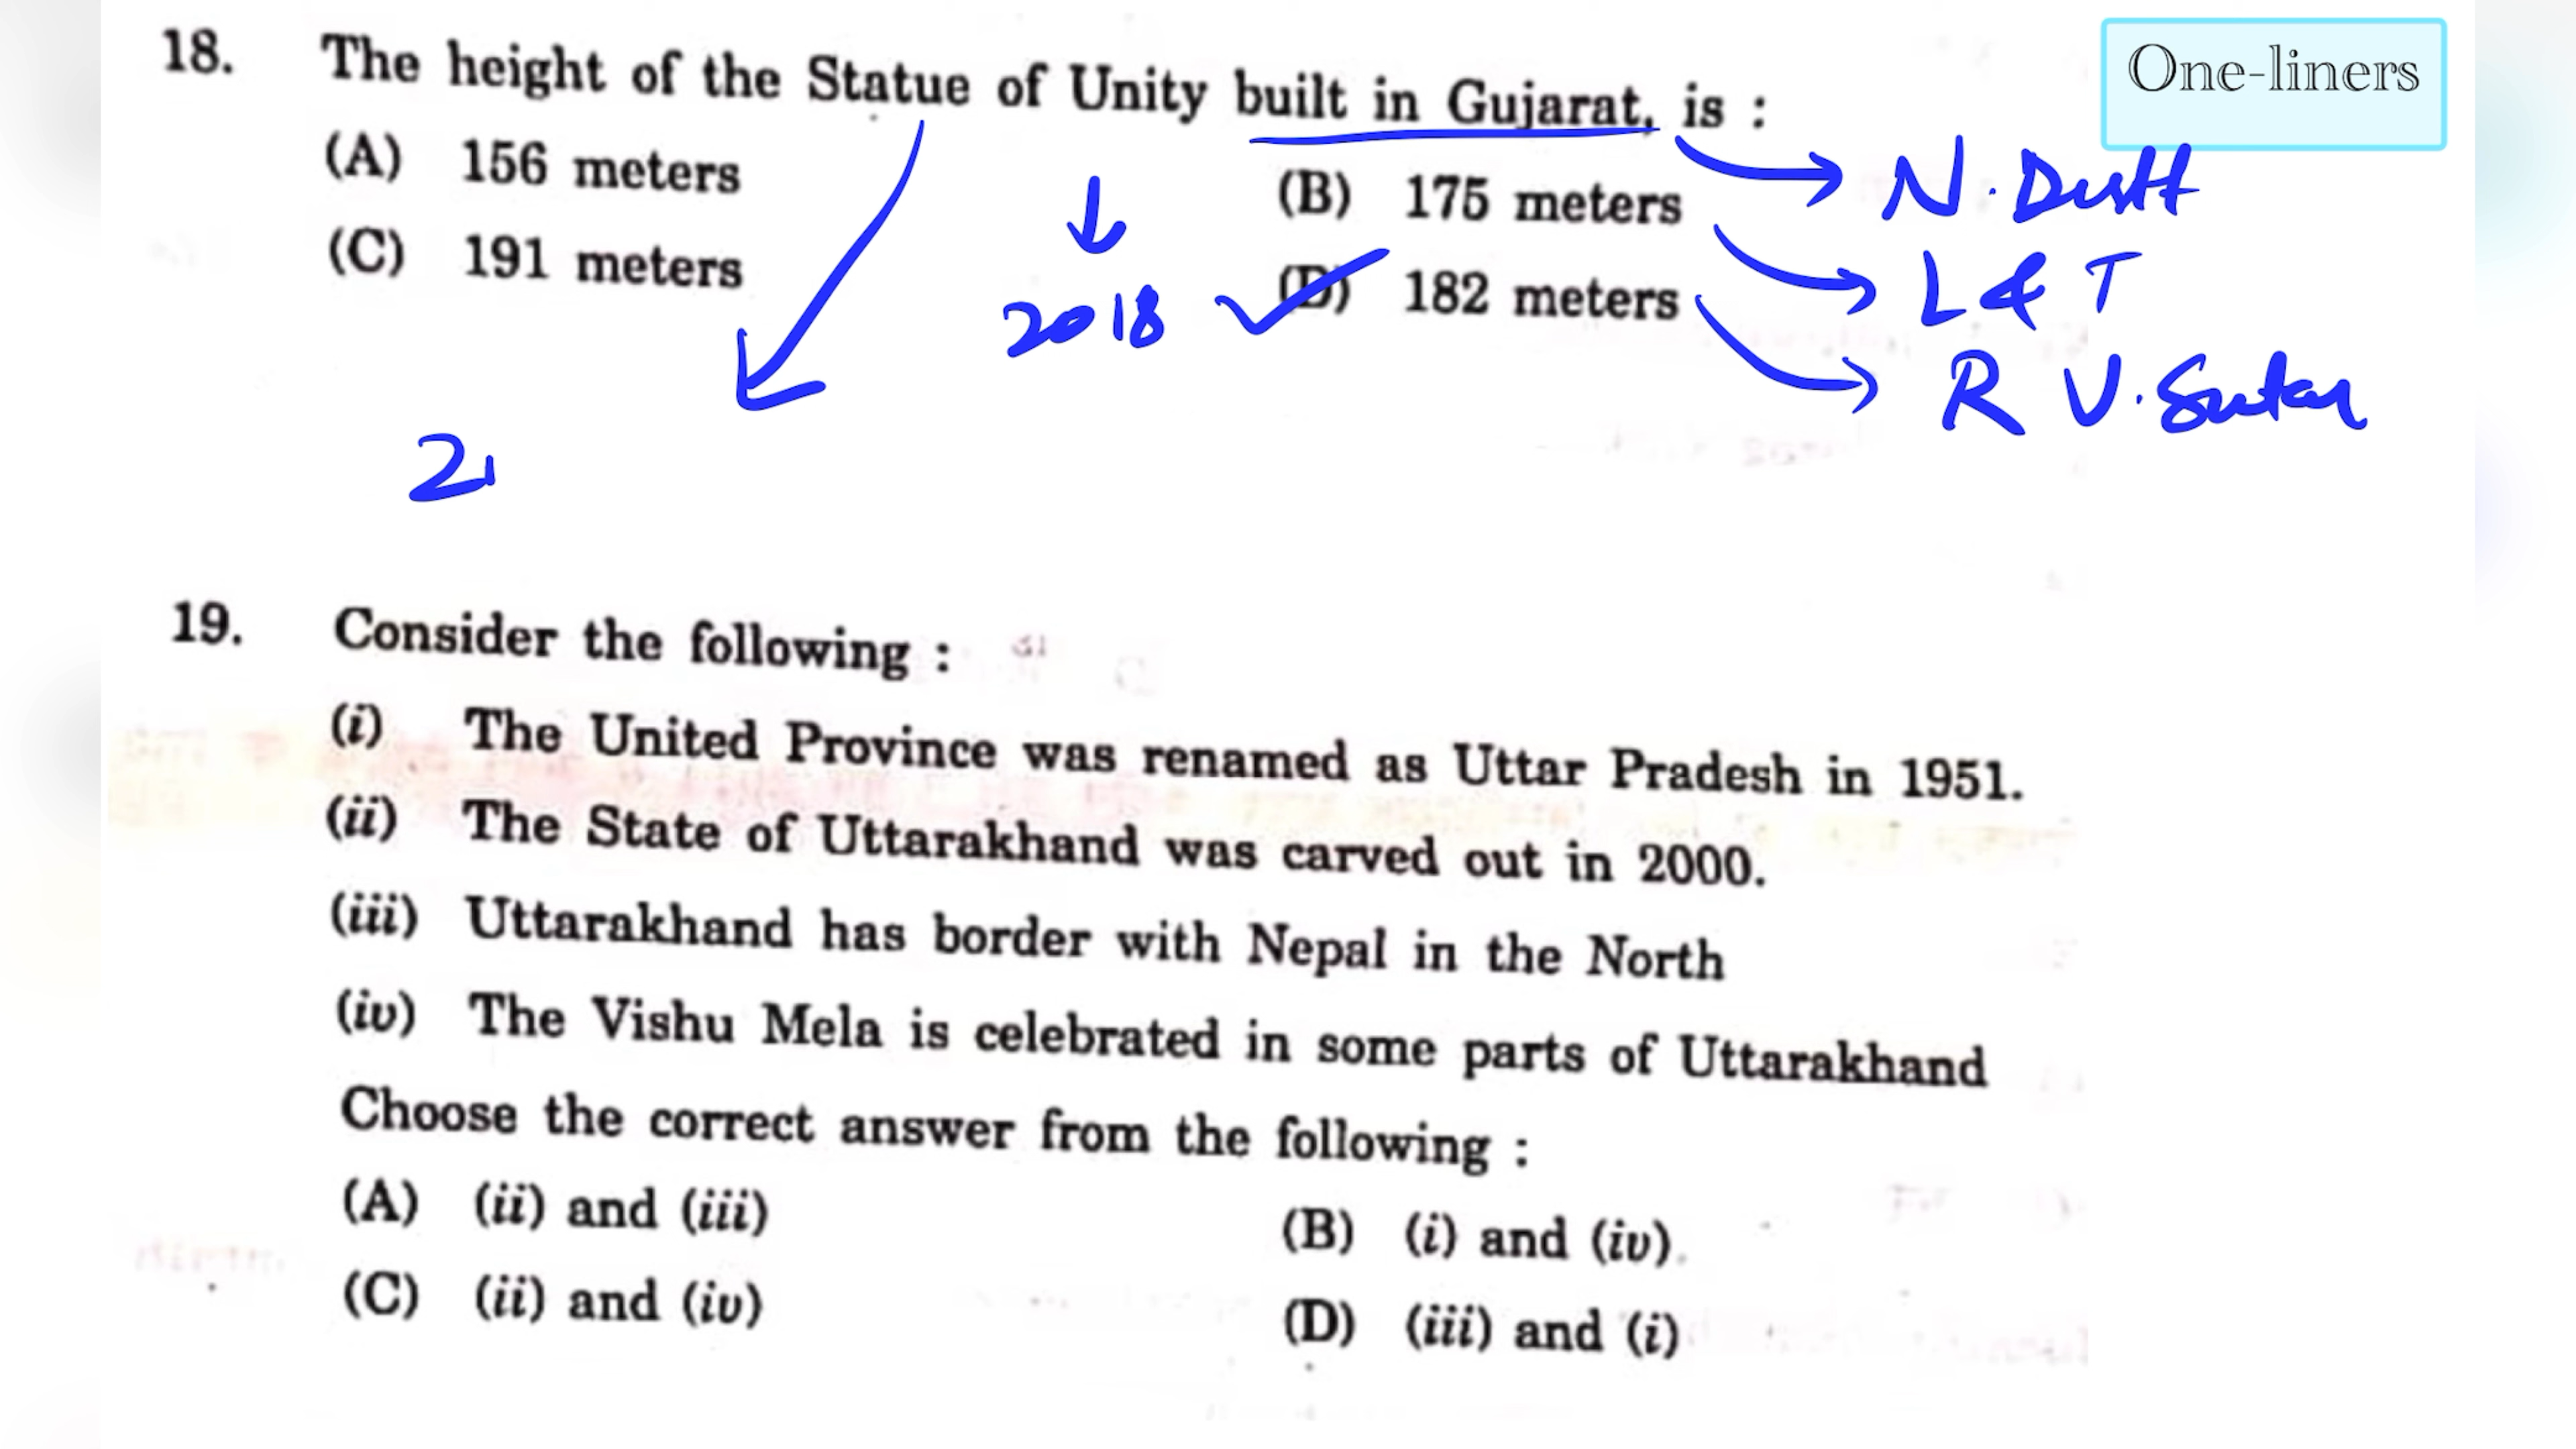 One-liners
18. The height of the Statue of Unity built in Gujarat, is :
(A) 156 meters (B) 175 meters
(C) 191 meters (D) 182 meters
N. Dutt
L & T
R V. Sutar
2018
2
19. Consider the following :
(i) The United Province was renamed as Uttar Pradesh in 1951.
(ii) The State of Uttarakhand was carved out in 2000.
(iii) Uttarakhand has border with Nepal in the North
(iv) The Vishu Mela is celebrated in some parts of Uttarakhand
Choose the correct answer from the following :
(A) (ii) and (iii) (B) (i) and (iv)
(C) (ii) and (iv) (D) (iii) and (i)